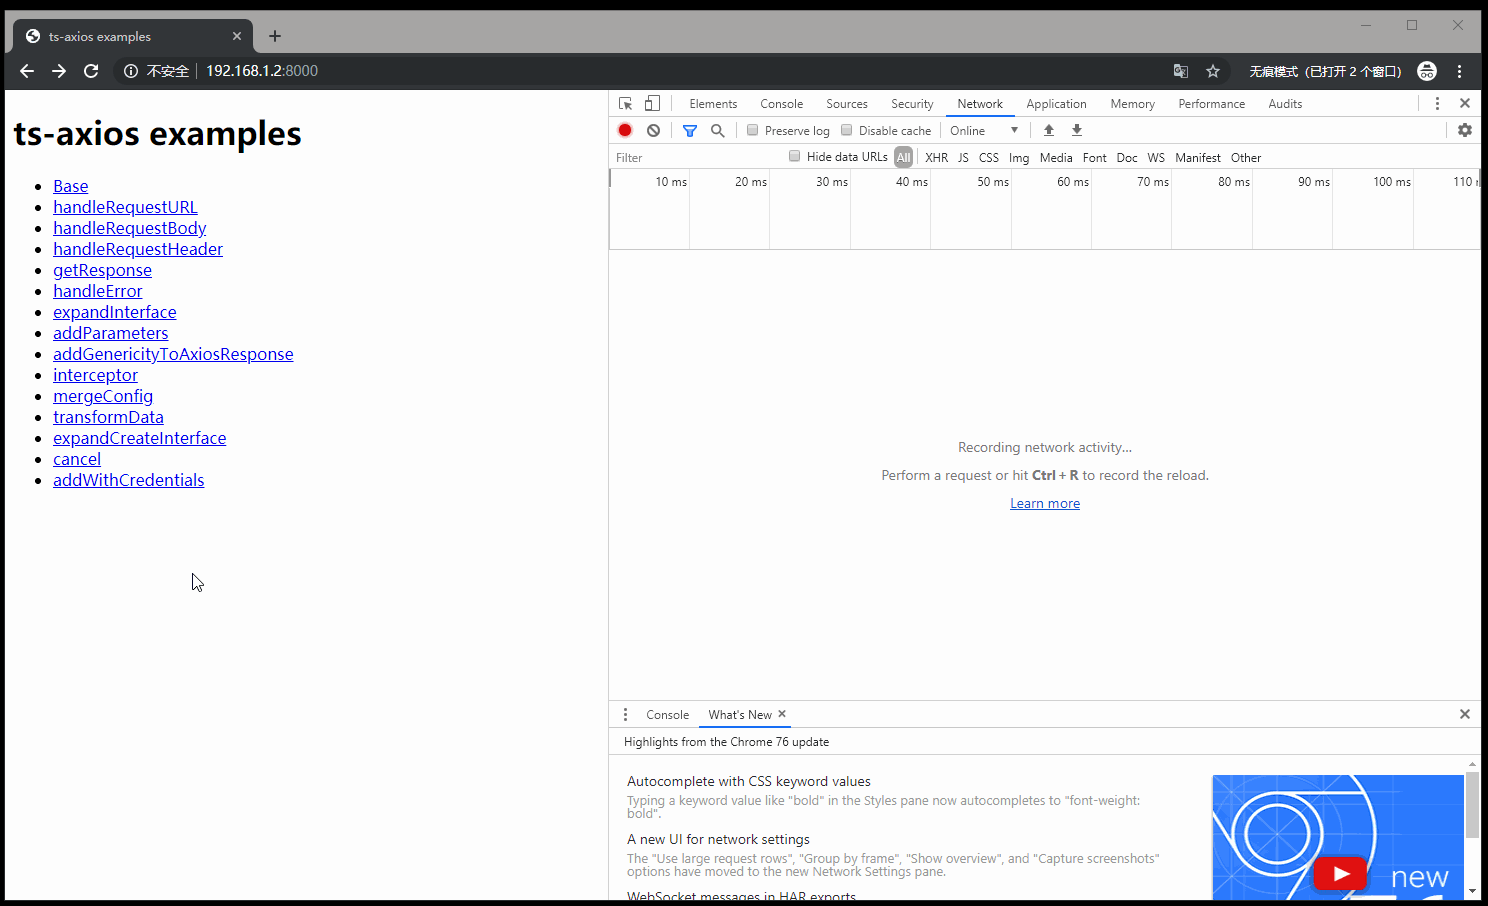 ts-axios examples
不安全 192.168.1.2:8000 无痕模式（已打开 2 个窗口）
ts-axios examples
Base
handleRequestURL
handleRequestBody
handleRequestHeader
getResponse
handleError
expandInterface
addParameters
addGenericityToAxiosResponse
interceptor
mergeConfig
transformData
expandCreateInterface
cancel
addWithCredentials
Elements Console Sources Security Network Application Memory Performance Audits
Preserve log Disable cache Online
Filter Hide data URLs All XHR JS CSS Img Media Font Doc WS Manifest Other
10 ms 20 ms 30 ms 40 ms 50 ms 60 ms 70 ms 80 ms 90 ms 100 ms 110
Recording network activity...
Perform a request or hit Ctrl + R to record the reload.
Learn more
Console What's New
Highlights from the Chrome 76 update
Autocomplete with CSS keyword values
Typing a keyword value like "bold" in the Styles pane now autocompletes to "font-weight:
bold".
A new UI for network settings
The "Use large request rows", "Group by frame", "Show overview", and "Capture screenshots"
options have moved to the new Network Settings pane.
WebSocket messages in HAR exports
new